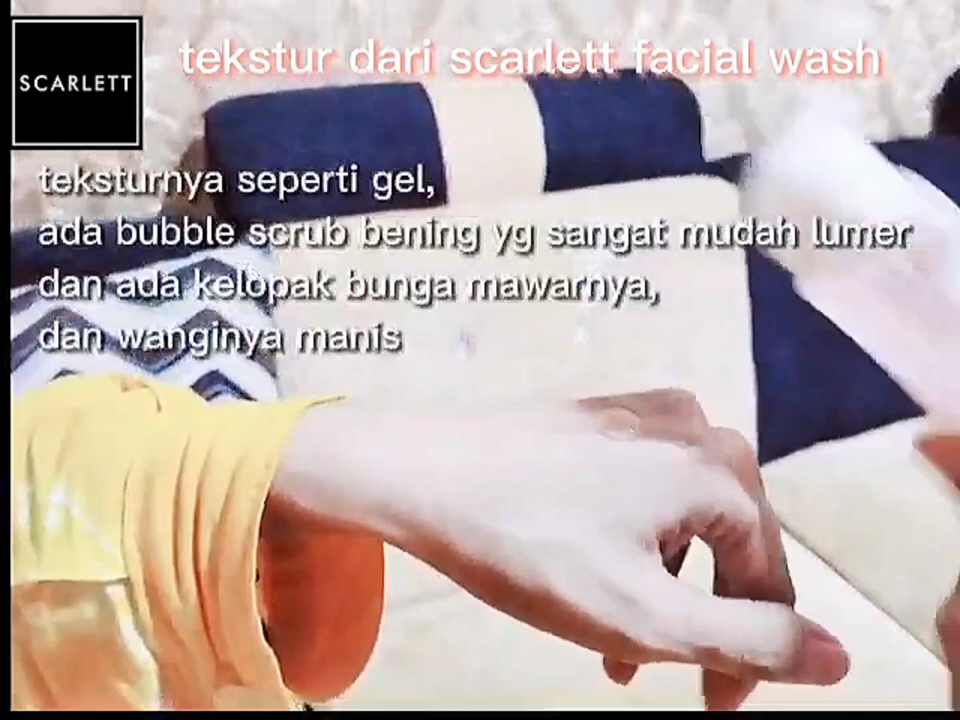 SCARLETT
tekstur dari scarlett facial wash
teksturnya seperti gel,
ada bubble scrub bening yg sangat mudah lumer
dan ada kelopak bunga mawarnya,
dan wanginya manis